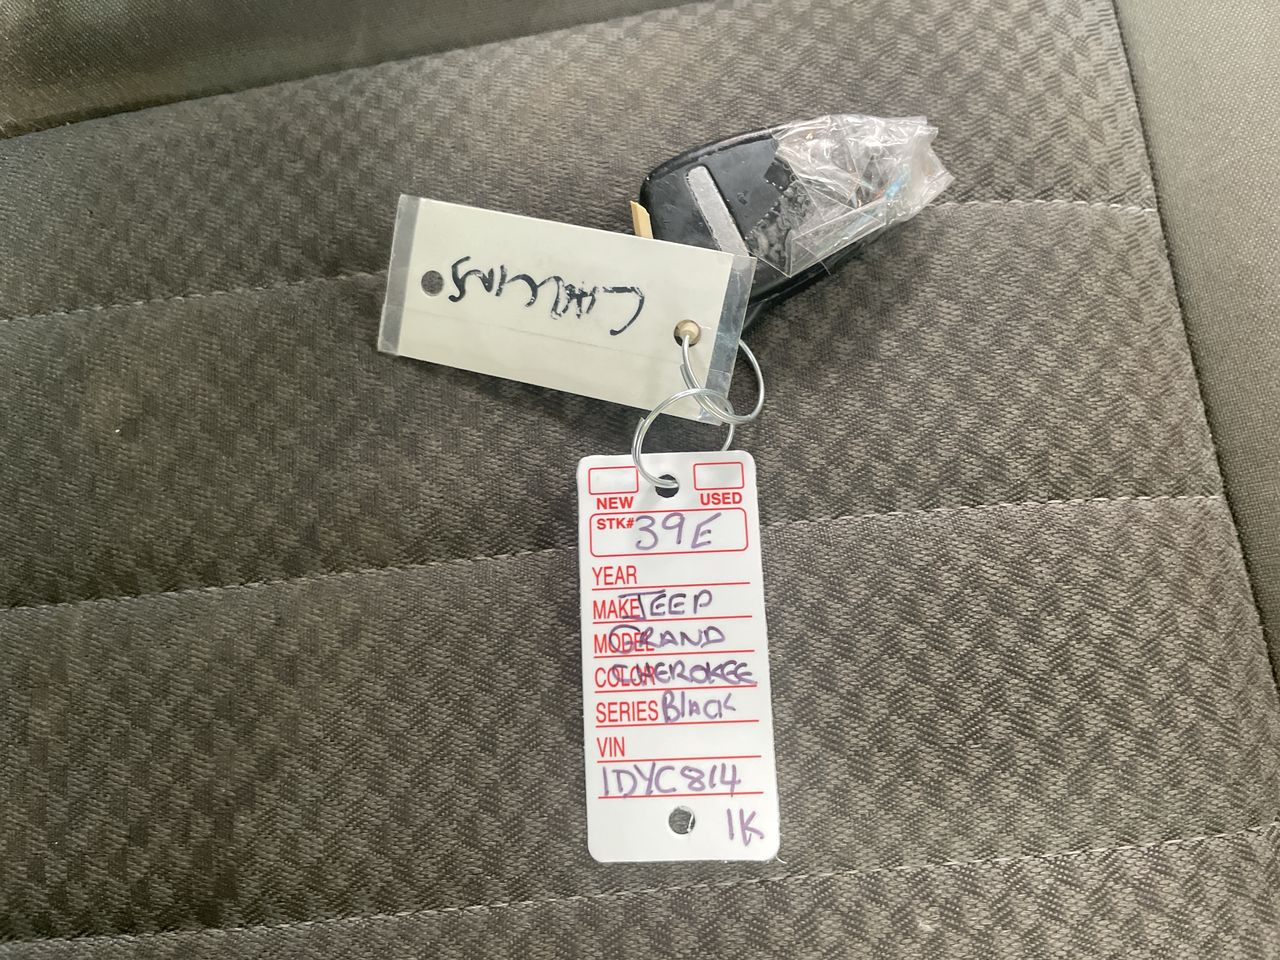 NEW USED
STK# 39E
YEAR
MAKE JEEP
MODEL GRAND
COLOR CHEROKEE
SERIES Black
VIN
1DYC814
1K